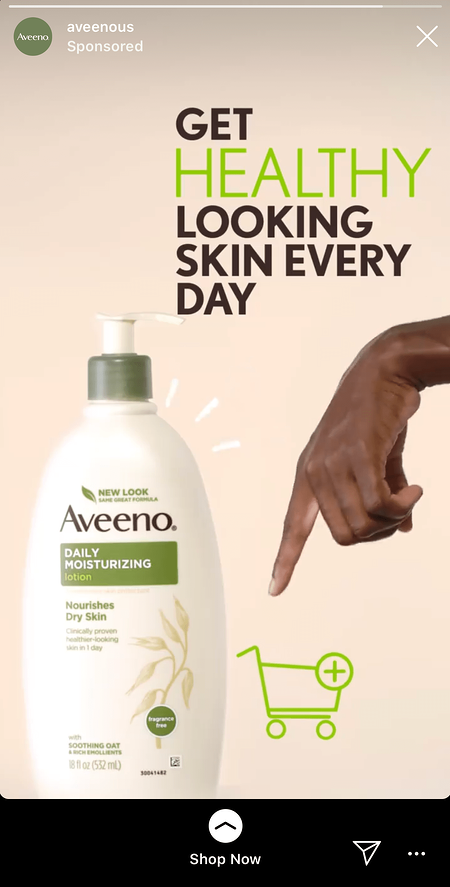 Aveeno.
aveenous
Sponsored
GET
HEALTHY
LOOKING
SKIN EVERY
DAY
NEW LOOK
SAME GREAT FORMULA
Aveeno®
DAILY
MOISTURIZING
lotion
Nourishes
Dry Skin
Clinically proven
healthier-looking
skin in 1 day
fragrance
free
with
SOOTHING OAT
& RICH EMOLLIENTS
18 fl oz (532 mL)
30041482
Shop Now